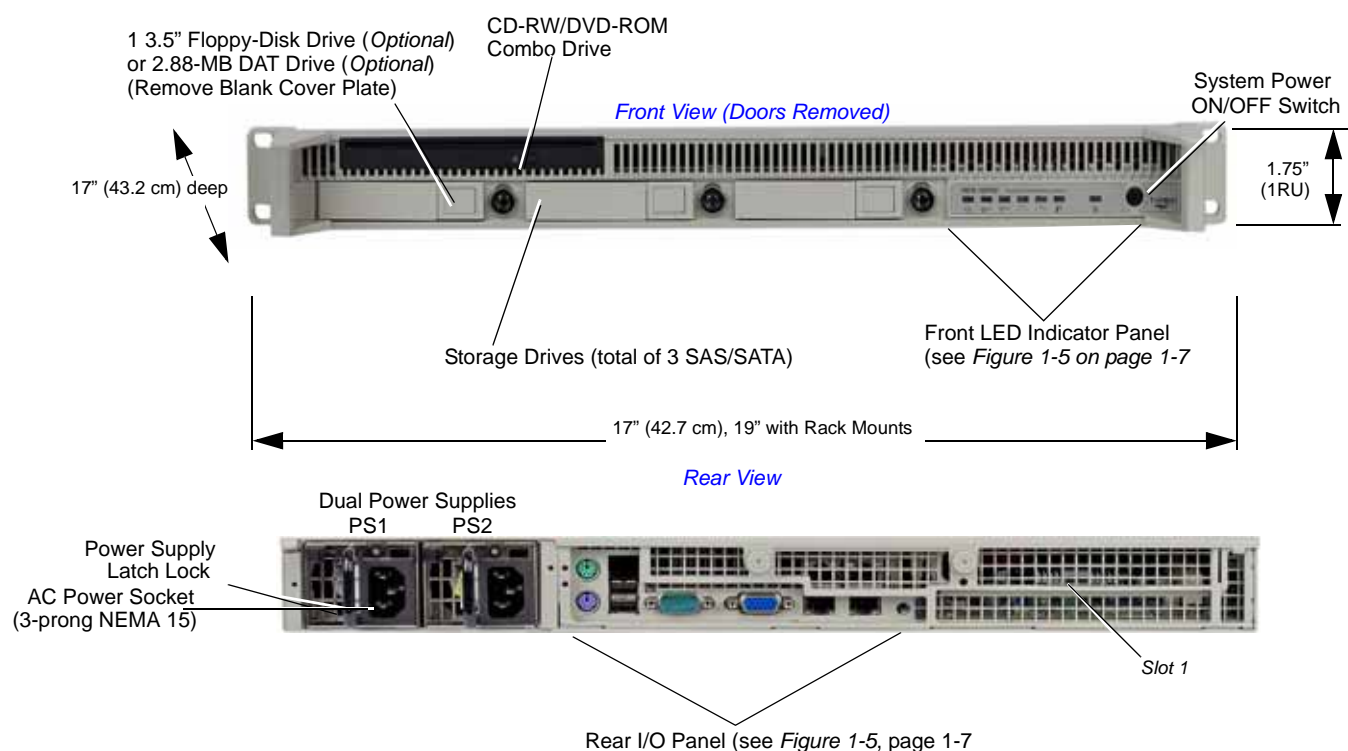 1 3.5” Floppy-Disk Drive (Optional)
or 2.88-MB DAT Drive (Optional)
(Remove Blank Cover Plate)
CD-RW/DVD-ROM
Combo Drive
System Power
ON/OFF Switch
Front View (Doors Removed)
17” (43.2 cm) deep
1.75”
(1RU)
Storage Drives (total of 3 SAS/SATA)
Front LED Indicator Panel
(see Figure 1-5 on page 1-7
17” (42.7 cm), 19” with Rack Mounts
Rear View
Dual Power Supplies
PS1 PS2
Power Supply
Latch Lock
AC Power Socket
(3-prong NEMA 15)
Slot 1
Rear I/O Panel (see Figure 1-5, page 1-7